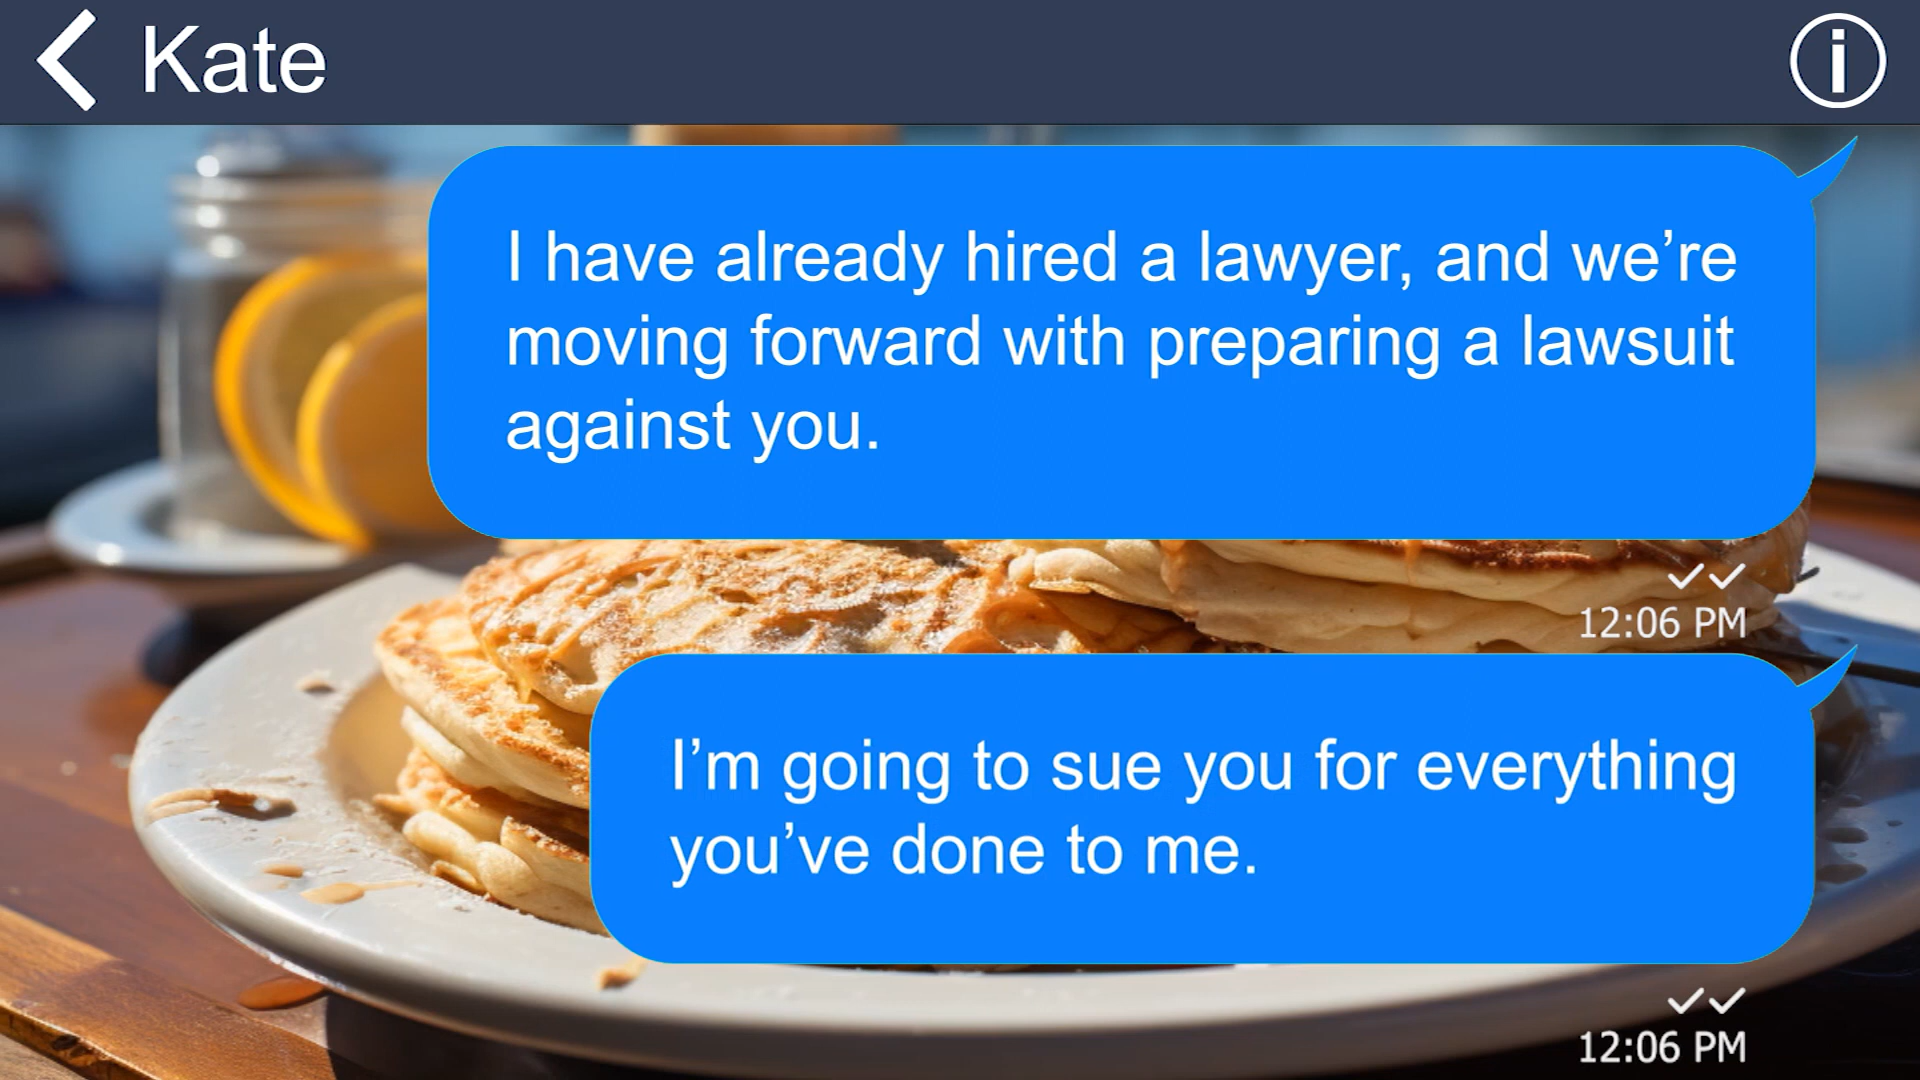 Kate
I have already hired a lawyer, and we’re
moving forward with preparing a lawsuit
against you.
12:06 PM
I’m going to sue you for everything
you’ve done to me.
12:06 PM